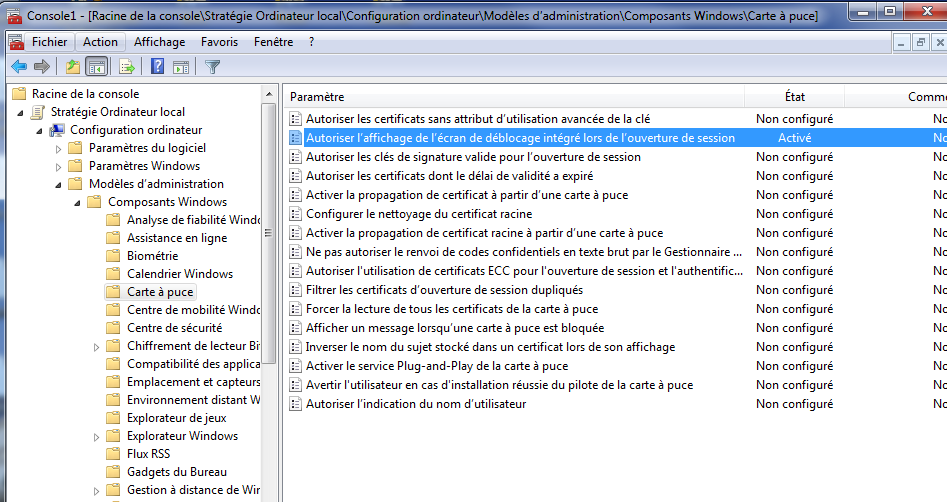 Console1 - [Racine de la console\Stratégie Ordinateur local\Configuration ordinateur\Modèles d'administration\Composants Windows\Carte à puce]
Fichier Action Affichage Favoris Fenêtre ?
Racine de la console
Stratégie Ordinateur local
Configuration ordinateur
Paramètres du logiciel
Paramètres Windows
Modèles d'administration
Composants Windows
Analyse de fiabilité Windo
Assistance en ligne
Biométrie
Calendrier Windows
Carte à puce
Centre de mobilité Windo
Centre de sécurité
Chiffrement de lecteur Bi
Compatibilité des applica
Emplacement et capteurs
Environnement distant W
Explorateur de jeux
Explorateur Windows
Flux RSS
Gadgets du Bureau
Gestion à distance de Wir
Paramètre État Comme
Autoriser les certificats sans attribut d'utilisation avancée de la clé Non configuré No
Autoriser l'affichage de l'écran de déblocage intégré lors de l'ouverture de session Activé No
Autoriser les clés de signature valide pour l'ouverture de session Non configuré No
Autoriser les certificats dont le délai de validité a expiré Non configuré No
Activer la propagation de certificat à partir d'une carte à puce Non configuré No
Configurer le nettoyage du certificat racine Non configuré No
Activer la propagation de certificat racine à partir d'une carte à puce Non configuré No
Ne pas autoriser le renvoi de codes confidentiels en texte brut par le Gestionnaire ... Non configuré No
Autoriser l'utilisation de certificats ECC pour l'ouverture de session et l'authentific... Non configuré No
Filtrer les certificats d'ouverture de session dupliqués Non configuré No
Forcer la lecture de tous les certificats de la carte à puce Non configuré No
Afficher un message lorsqu'une carte à puce est bloquée Non configuré No
Inverser le nom du sujet stocké dans un certificat lors de son affichage Non configuré No
Activer le service Plug-and-Play de la carte à puce Non configuré No
Avertir l'utilisateur en cas d'installation réussie du pilote de la carte à puce Non configuré No
Autoriser l'indication du nom d'utilisateur Non configuré No